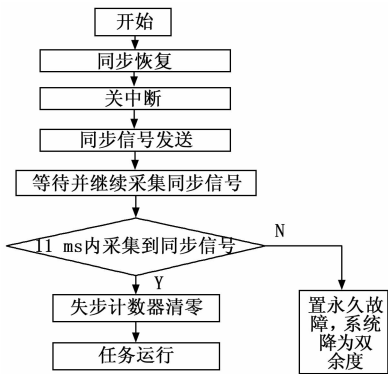 开始
同步恢复
关中断
同步信号发送
等待并继续采集同步信号
11 ms内采集到同步信号
N
Y
失步计数器清零
置永久故
障，系统
降为双
余度
任务运行